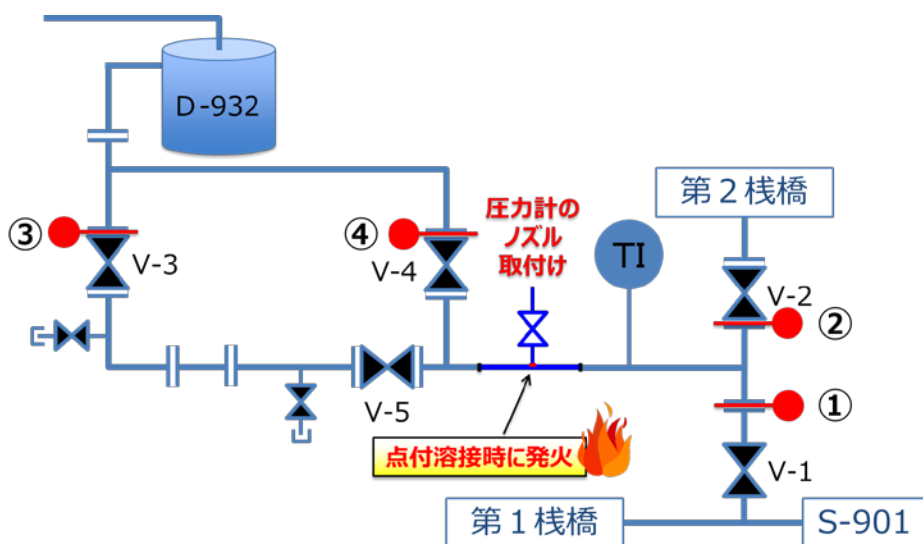 D-932
第２桟橋
圧力計の
ノズル
取付け
③
V-3
④
V-4
TI
V-2
②
①
V-5
点付溶接時に発火
V-1
第１桟橋
S-901